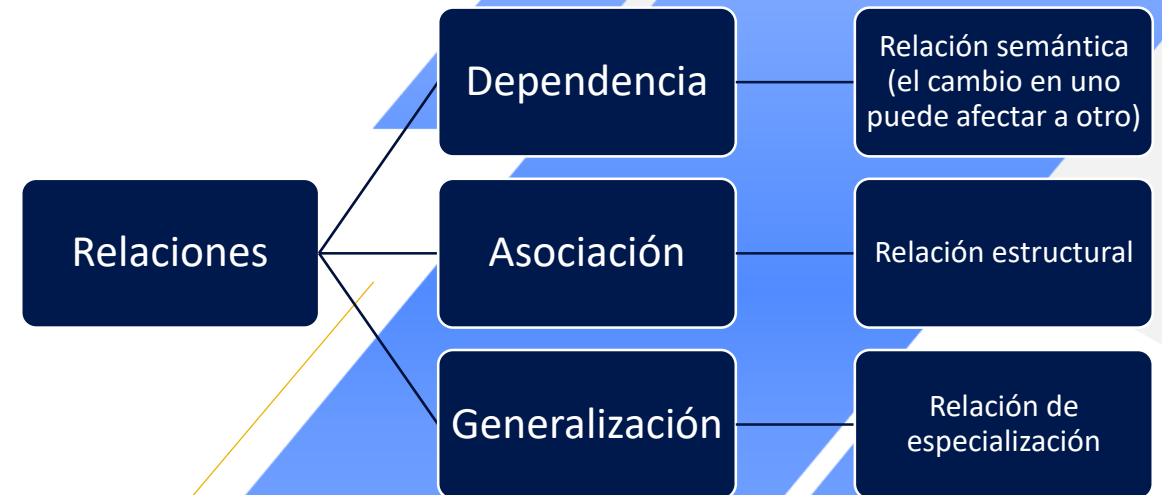 Relaciones
Dependencia
Relación semántica
(el cambio en uno
puede afectar a otro)
Asociación
Relación estructural
Generalización
Relación de
especialización